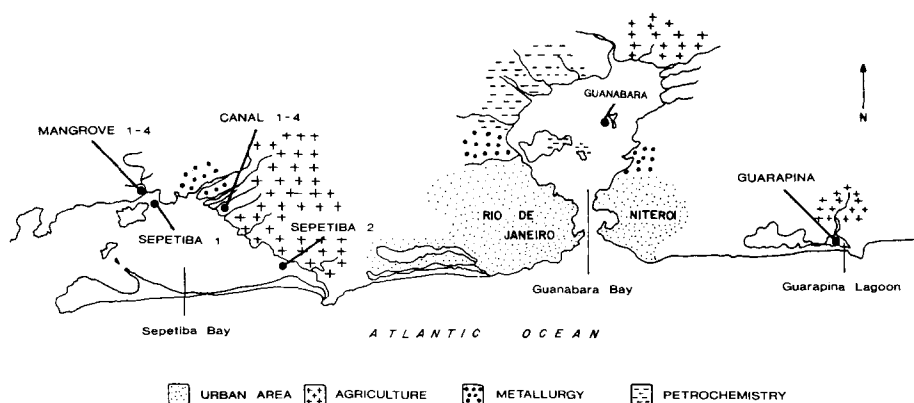 GUANABARA
N
MANGROVE 1-4
CANAL 1-4
GUARAPINA
SEPETIBA 1
SEPETIBA 2
RIO DE
JANEIRO
NITEROI
Guanabara Bay
Guarapina Lagoon
Sepetiba Bay
ATLANTIC OCEAN
URBAN AREA
AGRICULTURE
METALLURGY
PETROCHEMISTRY